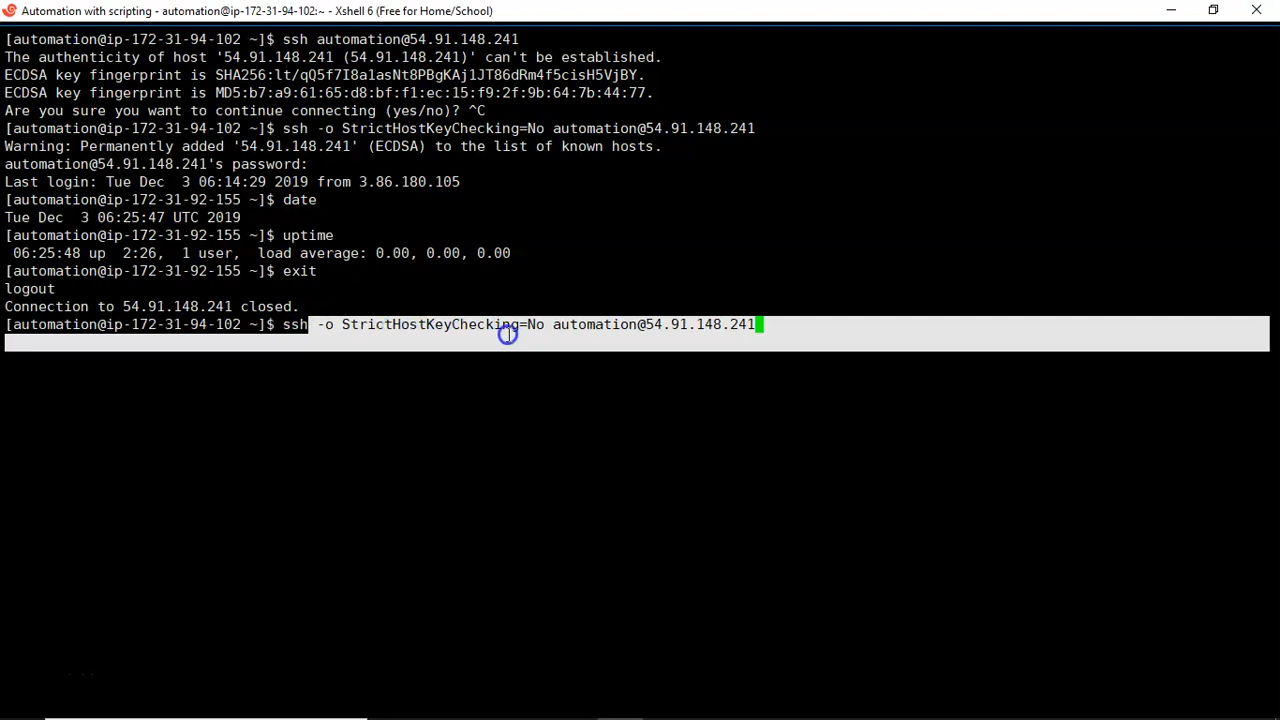 Automation with scripting - automation@ip-172-31-94-102:~ - Xshell 6 (Free for Home/School)
[automation@ip-172-31-94-102 ~]$ ssh automation@54.91.148.241
The authenticity of host '54.91.148.241 (54.91.148.241)' can't be established.
ECDSA key fingerprint is SHA256:lt/qQ5f7I8a1asNt8PBgKAj1JT86dRm4f5cisH5VjBY.
ECDSA key fingerprint is MD5:b7:a9:61:65:d8:bf:f1:ec:15:f9:2f:9b:64:7b:44:77.
Are you sure you want to continue connecting (yes/no)? ^C
[automation@ip-172-31-94-102 ~]$ ssh -o StrictHostKeyChecking=No automation@54.91.148.241
Warning: Permanently added '54.91.148.241' (ECDSA) to the list of known hosts.
automation@54.91.148.241's password:
Last login: Tue Dec  3 06:14:29 2019 from 3.86.180.105
[automation@ip-172-31-92-155 ~]$ date
Tue Dec  3 06:25:47 UTC 2019
[automation@ip-172-31-92-155 ~]$ uptime
 06:25:48 up  2:26,  1 user,  load average: 0.00, 0.00, 0.00
[automation@ip-172-31-92-155 ~]$ exit
logout
Connection to 54.91.148.241 closed.
[automation@ip-172-31-94-102 ~]$ ssh -o StrictHostKeyChecking=No automation@54.91.148.241